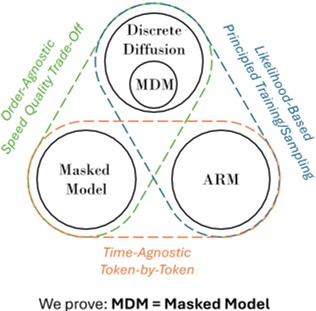 Discrete
Diffusion
MDM
Order-Agnostic
Speed Quality Trade-Off
Likelihood-Based
Principled Training/Sampling
Masked
Model
ARM
Time-Agnostic
Token-by-Token
We prove: MDM = Masked Model